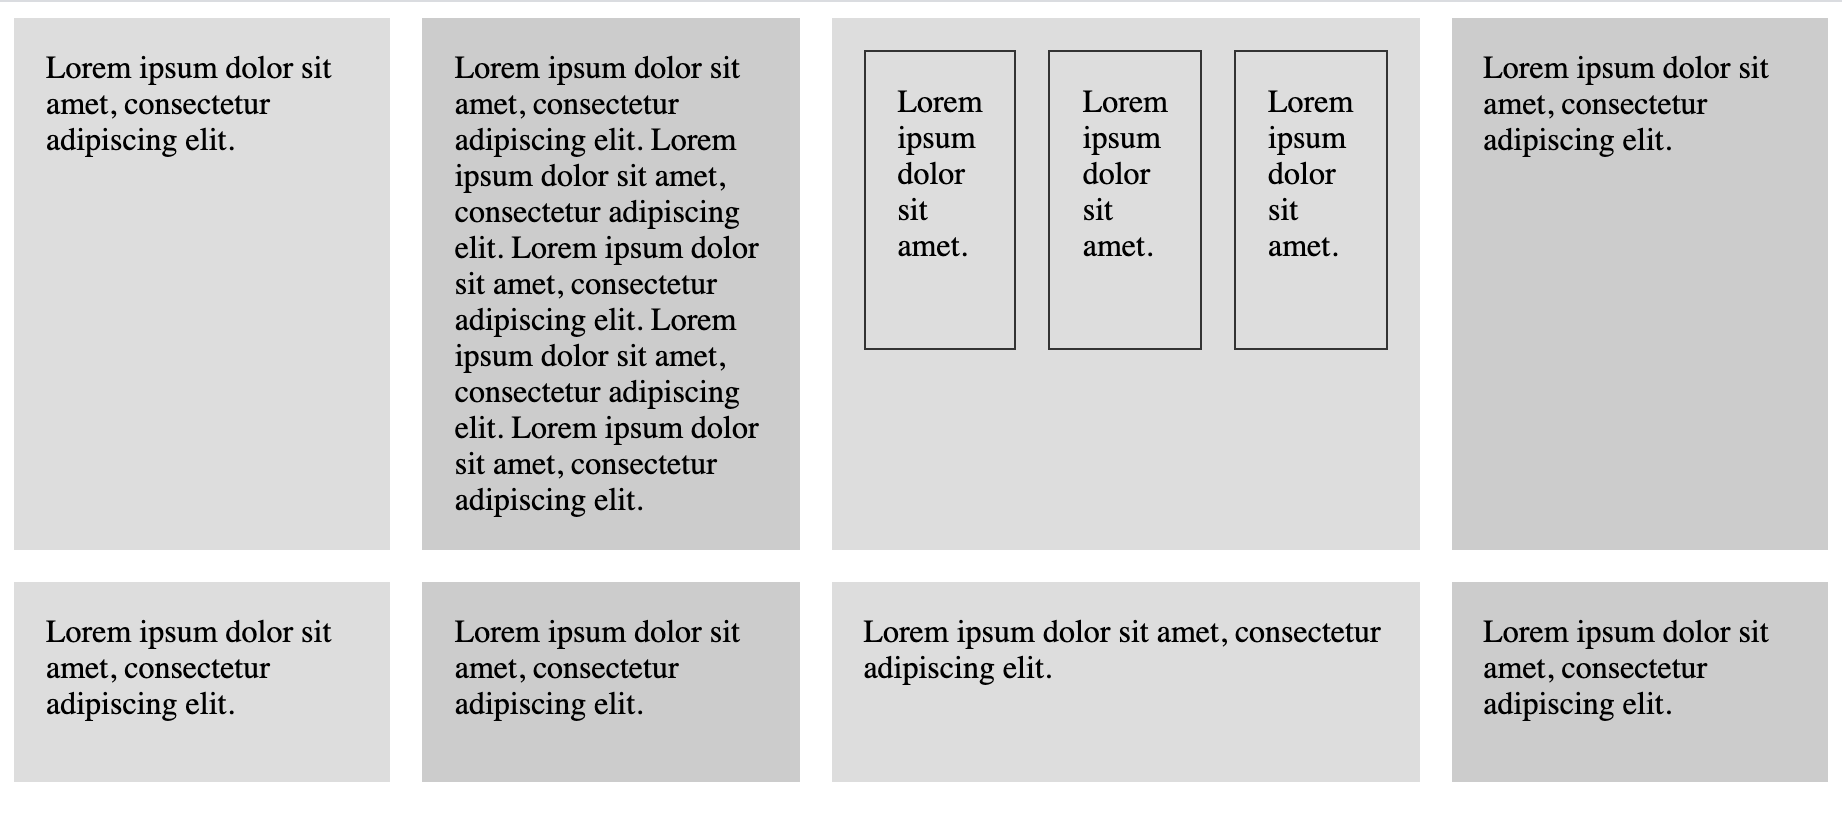 Lorem ipsum dolor sit
amet, consectetur
adipiscing elit.
Lorem ipsum dolor sit
amet, consectetur
adipiscing elit. Lorem
ipsum dolor sit amet,
consectetur adipiscing
elit. Lorem ipsum dolor
sit amet, consectetur
adipiscing elit. Lorem
ipsum dolor sit amet,
consectetur adipiscing
elit. Lorem ipsum dolor
sit amet, consectetur
adipiscing elit.
Lorem
ipsum
dolor
sit
amet.
Lorem
ipsum
dolor
sit
amet.
Lorem
ipsum
dolor
sit
amet.
Lorem ipsum dolor sit
amet, consectetur
adipiscing elit.
Lorem ipsum dolor sit
amet, consectetur
adipiscing elit.
Lorem ipsum dolor sit
amet, consectetur
adipiscing elit.
Lorem ipsum dolor sit amet, consectetur
adipiscing elit.
Lorem ipsum dolor sit
amet, consectetur
adipiscing elit.